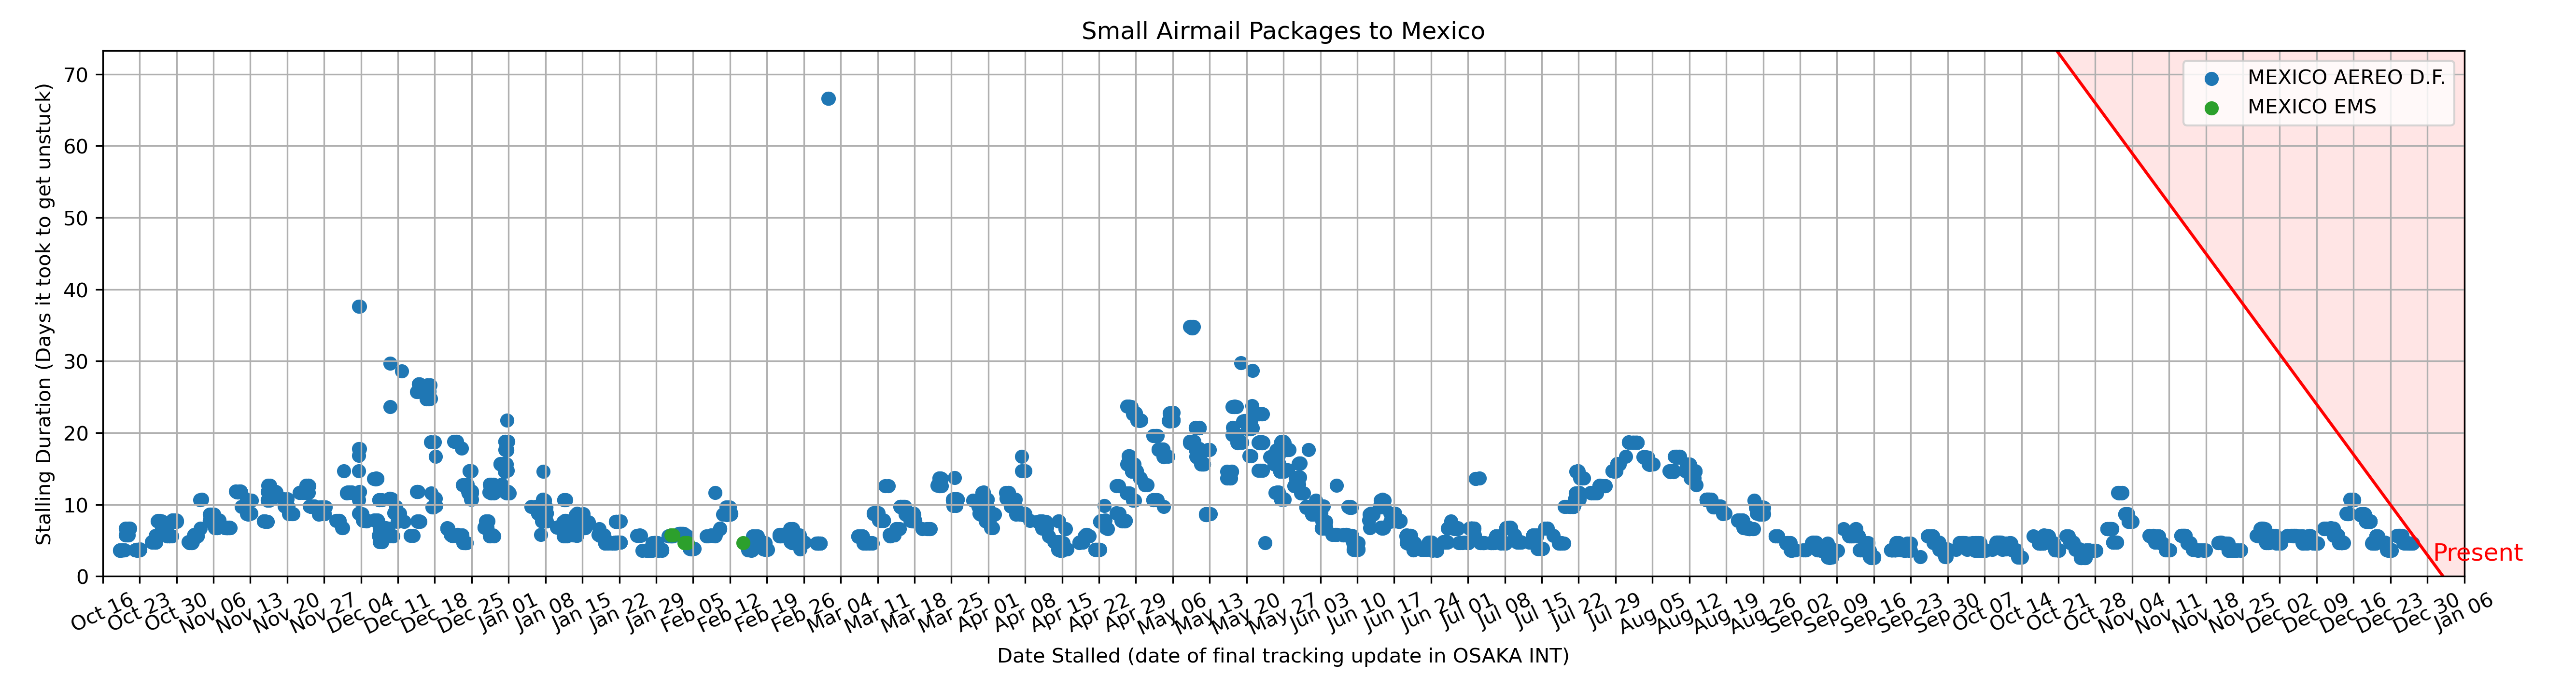 Small Airmail Packages to Mexico
Stalling Duration (Days it took to get unstuck)
70
60
50
40
30
20
10
0
MEXICO AEREO D.F.
MEXICO EMS
Present
Oct 16
Oct 23
Oct 30
Nov 06
Nov 13
Nov 20
Nov 27
Dec 04
Dec 11
Dec 18
Dec 25
Jan 01
Jan 08
Jan 15
Jan 22
Jan 29
Feb 05
Feb 12
Feb 19
Feb 26
Mar 04
Mar 11
Mar 18
Mar 25
Apr 01
Apr 08
Apr 15
Apr 22
Apr 29
May 06
May 13
May 20
May 27
Jun 03
Jun 10
Jun 17
Jun 24
Jul 01
Jul 08
Jul 15
Jul 22
Jul 29
Aug 05
Aug 12
Aug 19
Aug 26
Sep 02
Sep 09
Sep 16
Sep 23
Sep 30
Oct 07
Oct 14
Oct 21
Oct 28
Nov 04
Nov 11
Nov 18
Nov 25
Dec 02
Dec 09
Dec 16
Dec 23
Dec 30
Jan 06
Date Stalled (date of final tracking update in OSAKA INT)